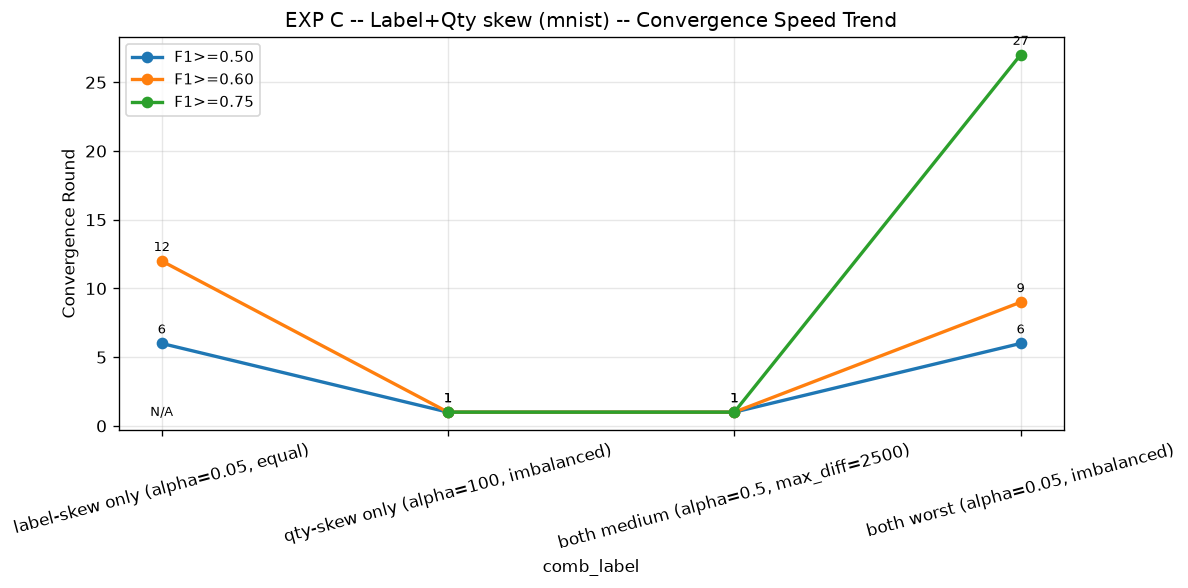 EXP C -- Label+Qty skew (mnist) -- Convergence Speed Trend
F1>=0.50
F1>=0.60
F1>=0.75
Convergence Round
25
20
15
10
5
0
12
6
N/A
1
1
27
9
6
label-skew only (alpha=0.05, equal)
qty-skew only (alpha=100, imbalanced)
both medium (alpha=0.5, max_diff=2500)
both worst (alpha=0.05, imbalanced)
comb_label